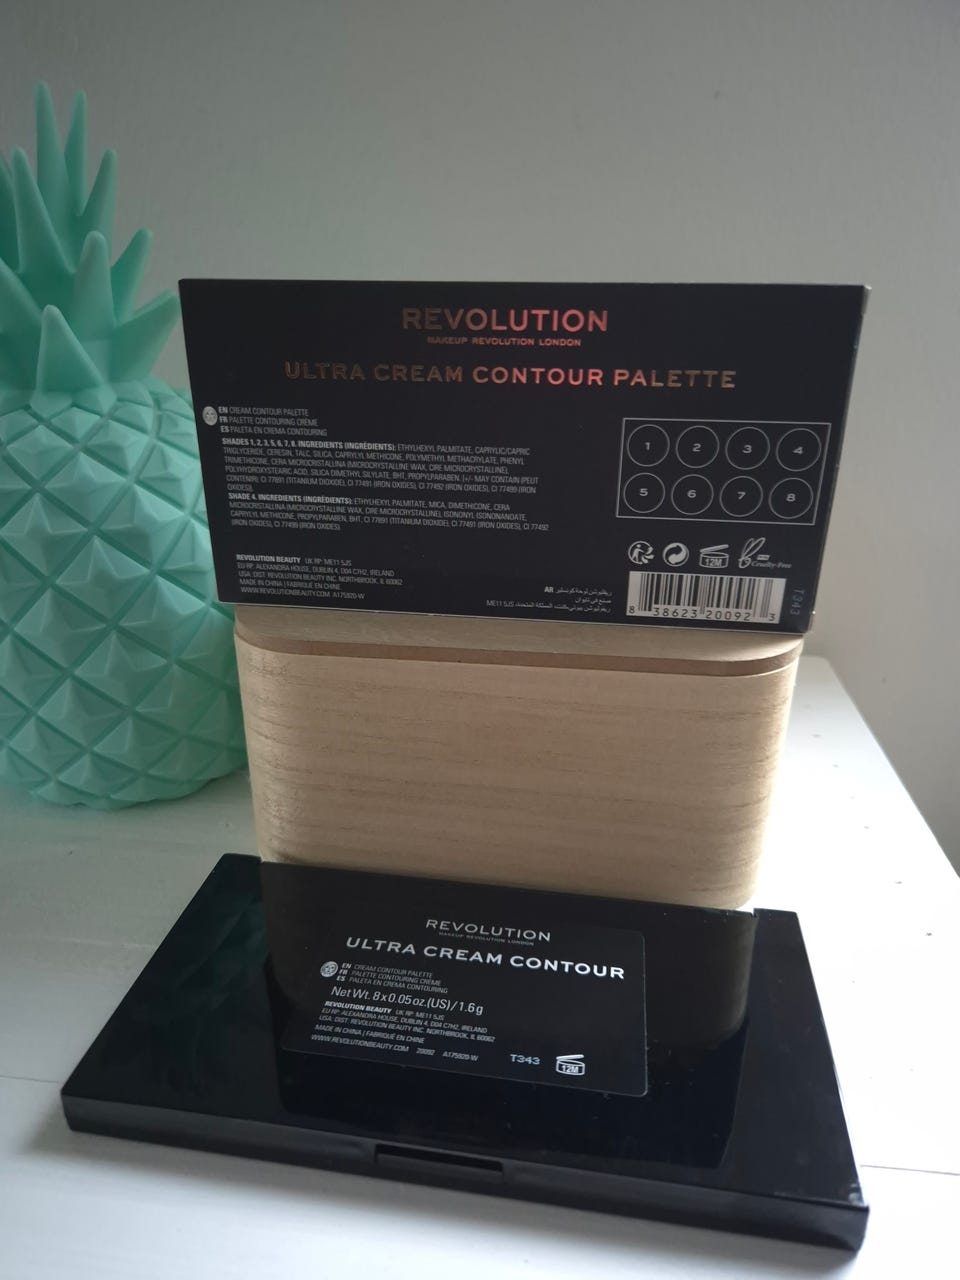 REVOLUTION
MAKEUP REVOLUTION LONDON
ULTRA CREAM CONTOUR PALETTE
EN CREAM CONTOUR PALETTE
FR PALETTE CONTOURING CRÈME
ES PALETA EN CREMA CONTOURING
SHADES 1, 2, 3, 5, 6, 7, 8. INGREDIENTS (INGRÉDIENTS): ETHYLHEXYL PALMITATE, CAPRYLIC/CAPRIC
TRIGLYCERIDE, CERESIN, TALC, SILICA, CAPRYLYL METHICONE, POLYMETHYL METHACRYLATE, PHENYL
TRIMETHICONE, CERA MICROCRISTALLINA (MICROCRYSTALLINE WAX, CIRE MICROCRYSTALLINE),
POLYHYDROXYSTEARIC ACID, SILICA DIMETHYL SILYLATE, BHT, PROPYLPARABEN. [+/- MAY CONTAIN (PEUT
CONTENIR): CI 77891 (TITANIUM DIOXIDE), CI 77491 (IRON OXIDES), CI 77492 (IRON OXIDES), CI 77499 (IRON
OXIDES)].
SHADE 4. INGREDIENTS (INGRÉDIENTS): ETHYLHEXYL PALMITATE, MICA, DIMETHICONE, CERA
MICROCRISTALLINA (MICROCRYSTALLINE WAX, CIRE MICROCRYSTALLINE), ISONONYL ISONONANOATE,
CAPRYLYL METHICONE, PROPYLPARABEN, BHT, CI 77891 (TITANIUM DIOXIDE), CI 77491 (IRON OXIDES), CI 77492
(IRON OXIDES), CI 77499 (IRON OXIDES).
1 2 3 4
5 6 7 8
REVOLUTION BEAUTY UK RP: ME11 5JS
EU RP: ALEXANDRA HOUSE, DUBLIN 4, D04 C7H2, IRELAND
USA: DIST: REVOLUTION BEAUTY INC. NORTHBROOK, IL 60062
MADE IN CHINA | FABRIQUÉ EN CHINE
WWW.REVOLUTIONBEAUTY.COM A175920-W
AR
ME11 5JS
12M
Cruelty-Free
8 38623 20092 3
T343
REVOLUTION
MAKEUP REVOLUTION LONDON
ULTRA CREAM CONTOUR
EN CREAM CONTOUR PALETTE
FR PALETTE CONTOURING CRÈME
ES PALETA EN CREMA CONTOURING
Net Wt. 8 x 0.05 oz.(US) / 1.6g
REVOLUTION BEAUTY UK RP: ME11 5JS
EU RP: ALEXANDRA HOUSE, DUBLIN 4, D04 C7H2, IRELAND
USA: DIST: REVOLUTION BEAUTY INC. NORTHBROOK, IL 60062
MADE IN CHINA | FABRIQUÉ EN CHINE
WWW.REVOLUTIONBEAUTY.COM 20092 A175920-W
T343
12M